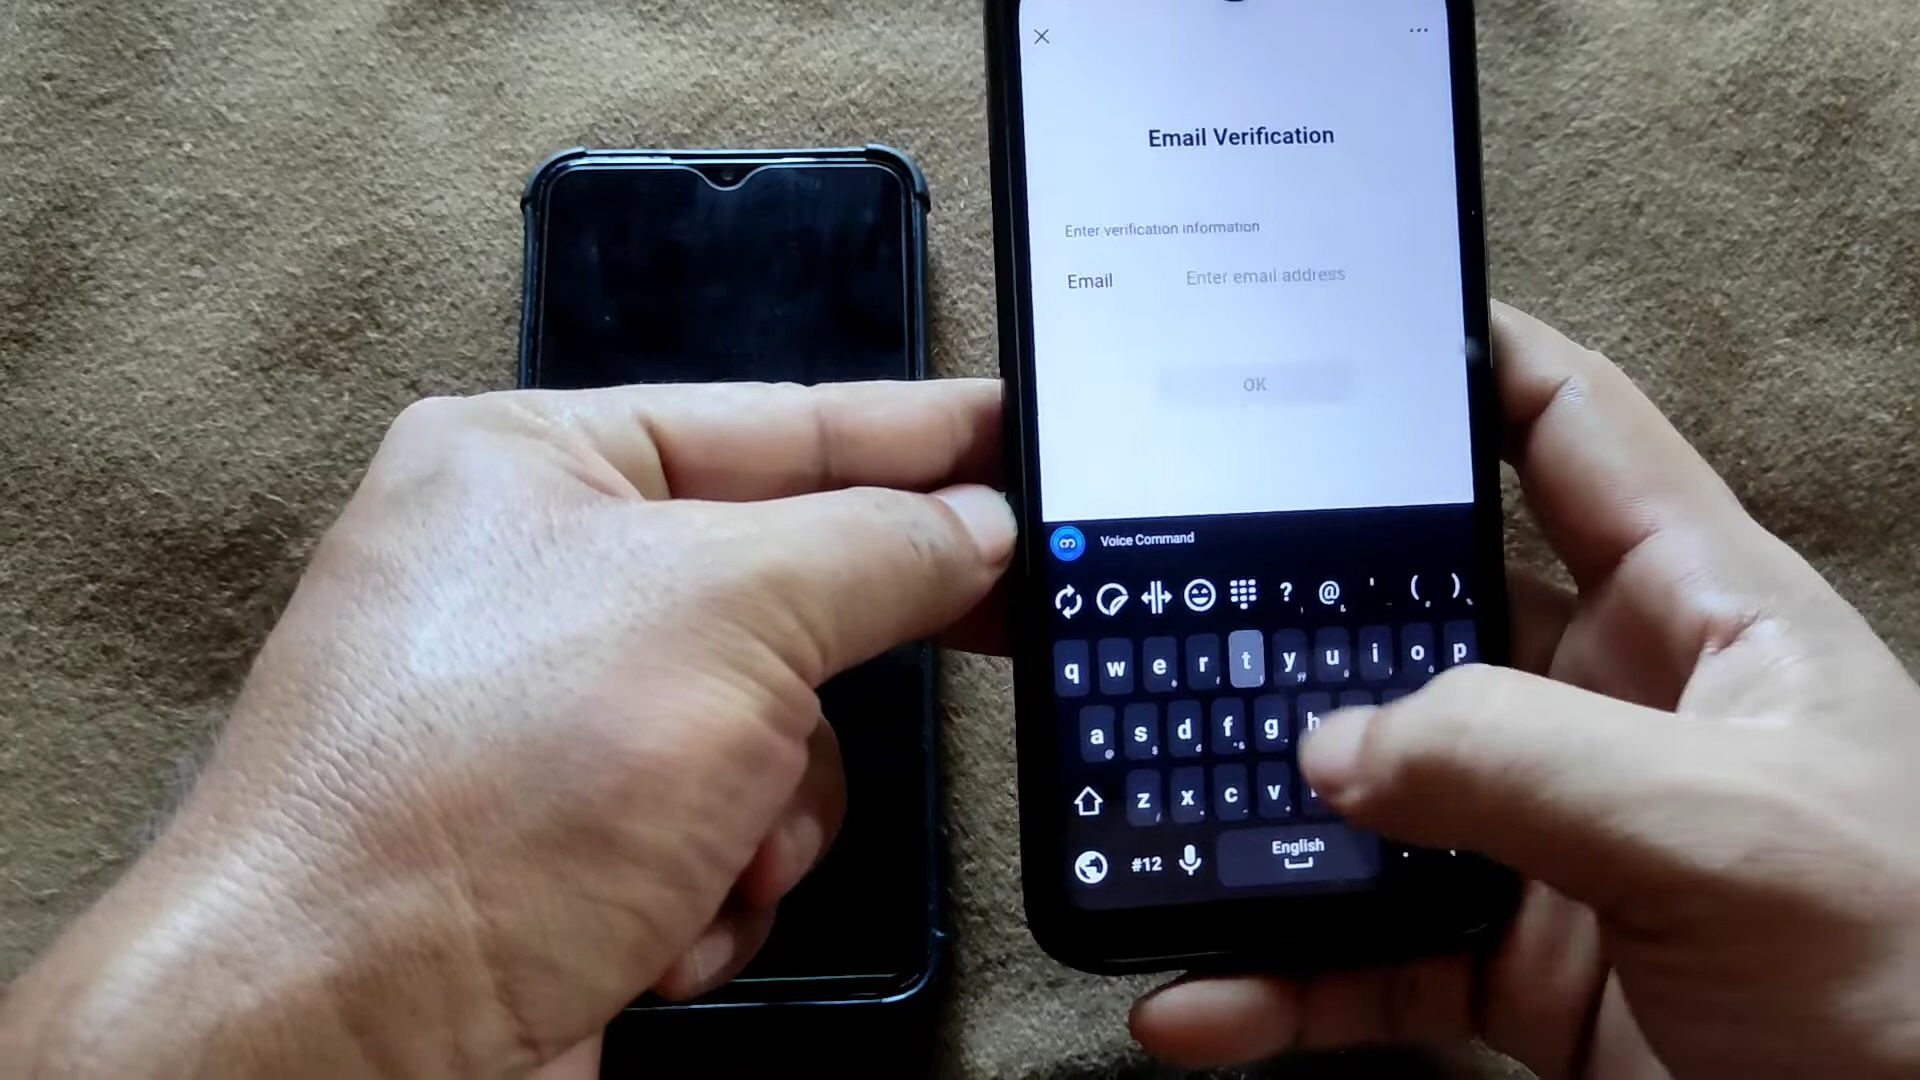 Email Verification
Enter verification information
Email Enter email address
OK
Voice Command
? @ ' ( )
q w e r t y u i o p
a s d f g h
z x c v
#12 English